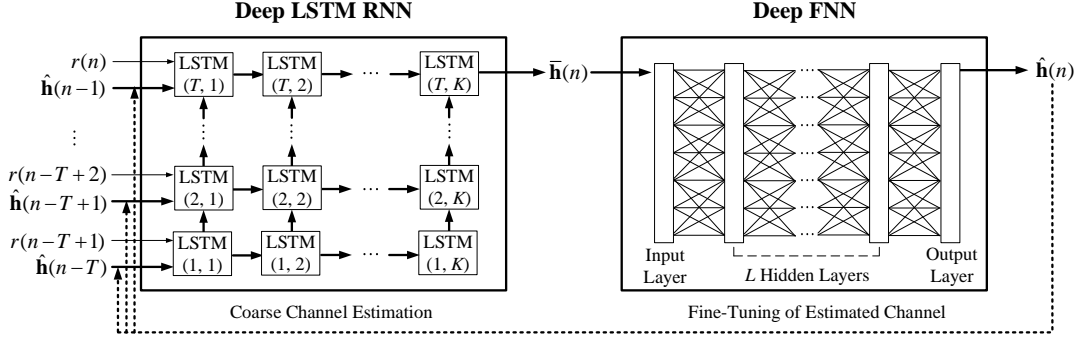 Deep LSTM RNN
Deep FNN
r(n)
ĥ(n−1)
⋮
r(n−T+2)
ĥ(n−T+1)
r(n−T+1)
ĥ(n−T)
LSTM
(T, 1)
LSTM
(T, 2)
···
LSTM
(T, K)
⋮
⋮
⋮
LSTM
(2, 1)
LSTM
(2, 2)
···
LSTM
(2, K)
LSTM
(1, 1)
LSTM
(1, 2)
···
LSTM
(1, K)
h̄(n)
···
···
···
···
Input
Layer
L Hidden Layers
Output
Layer
ĥ(n)
Coarse Channel Estimation
Fine-Tuning of Estimated Channel